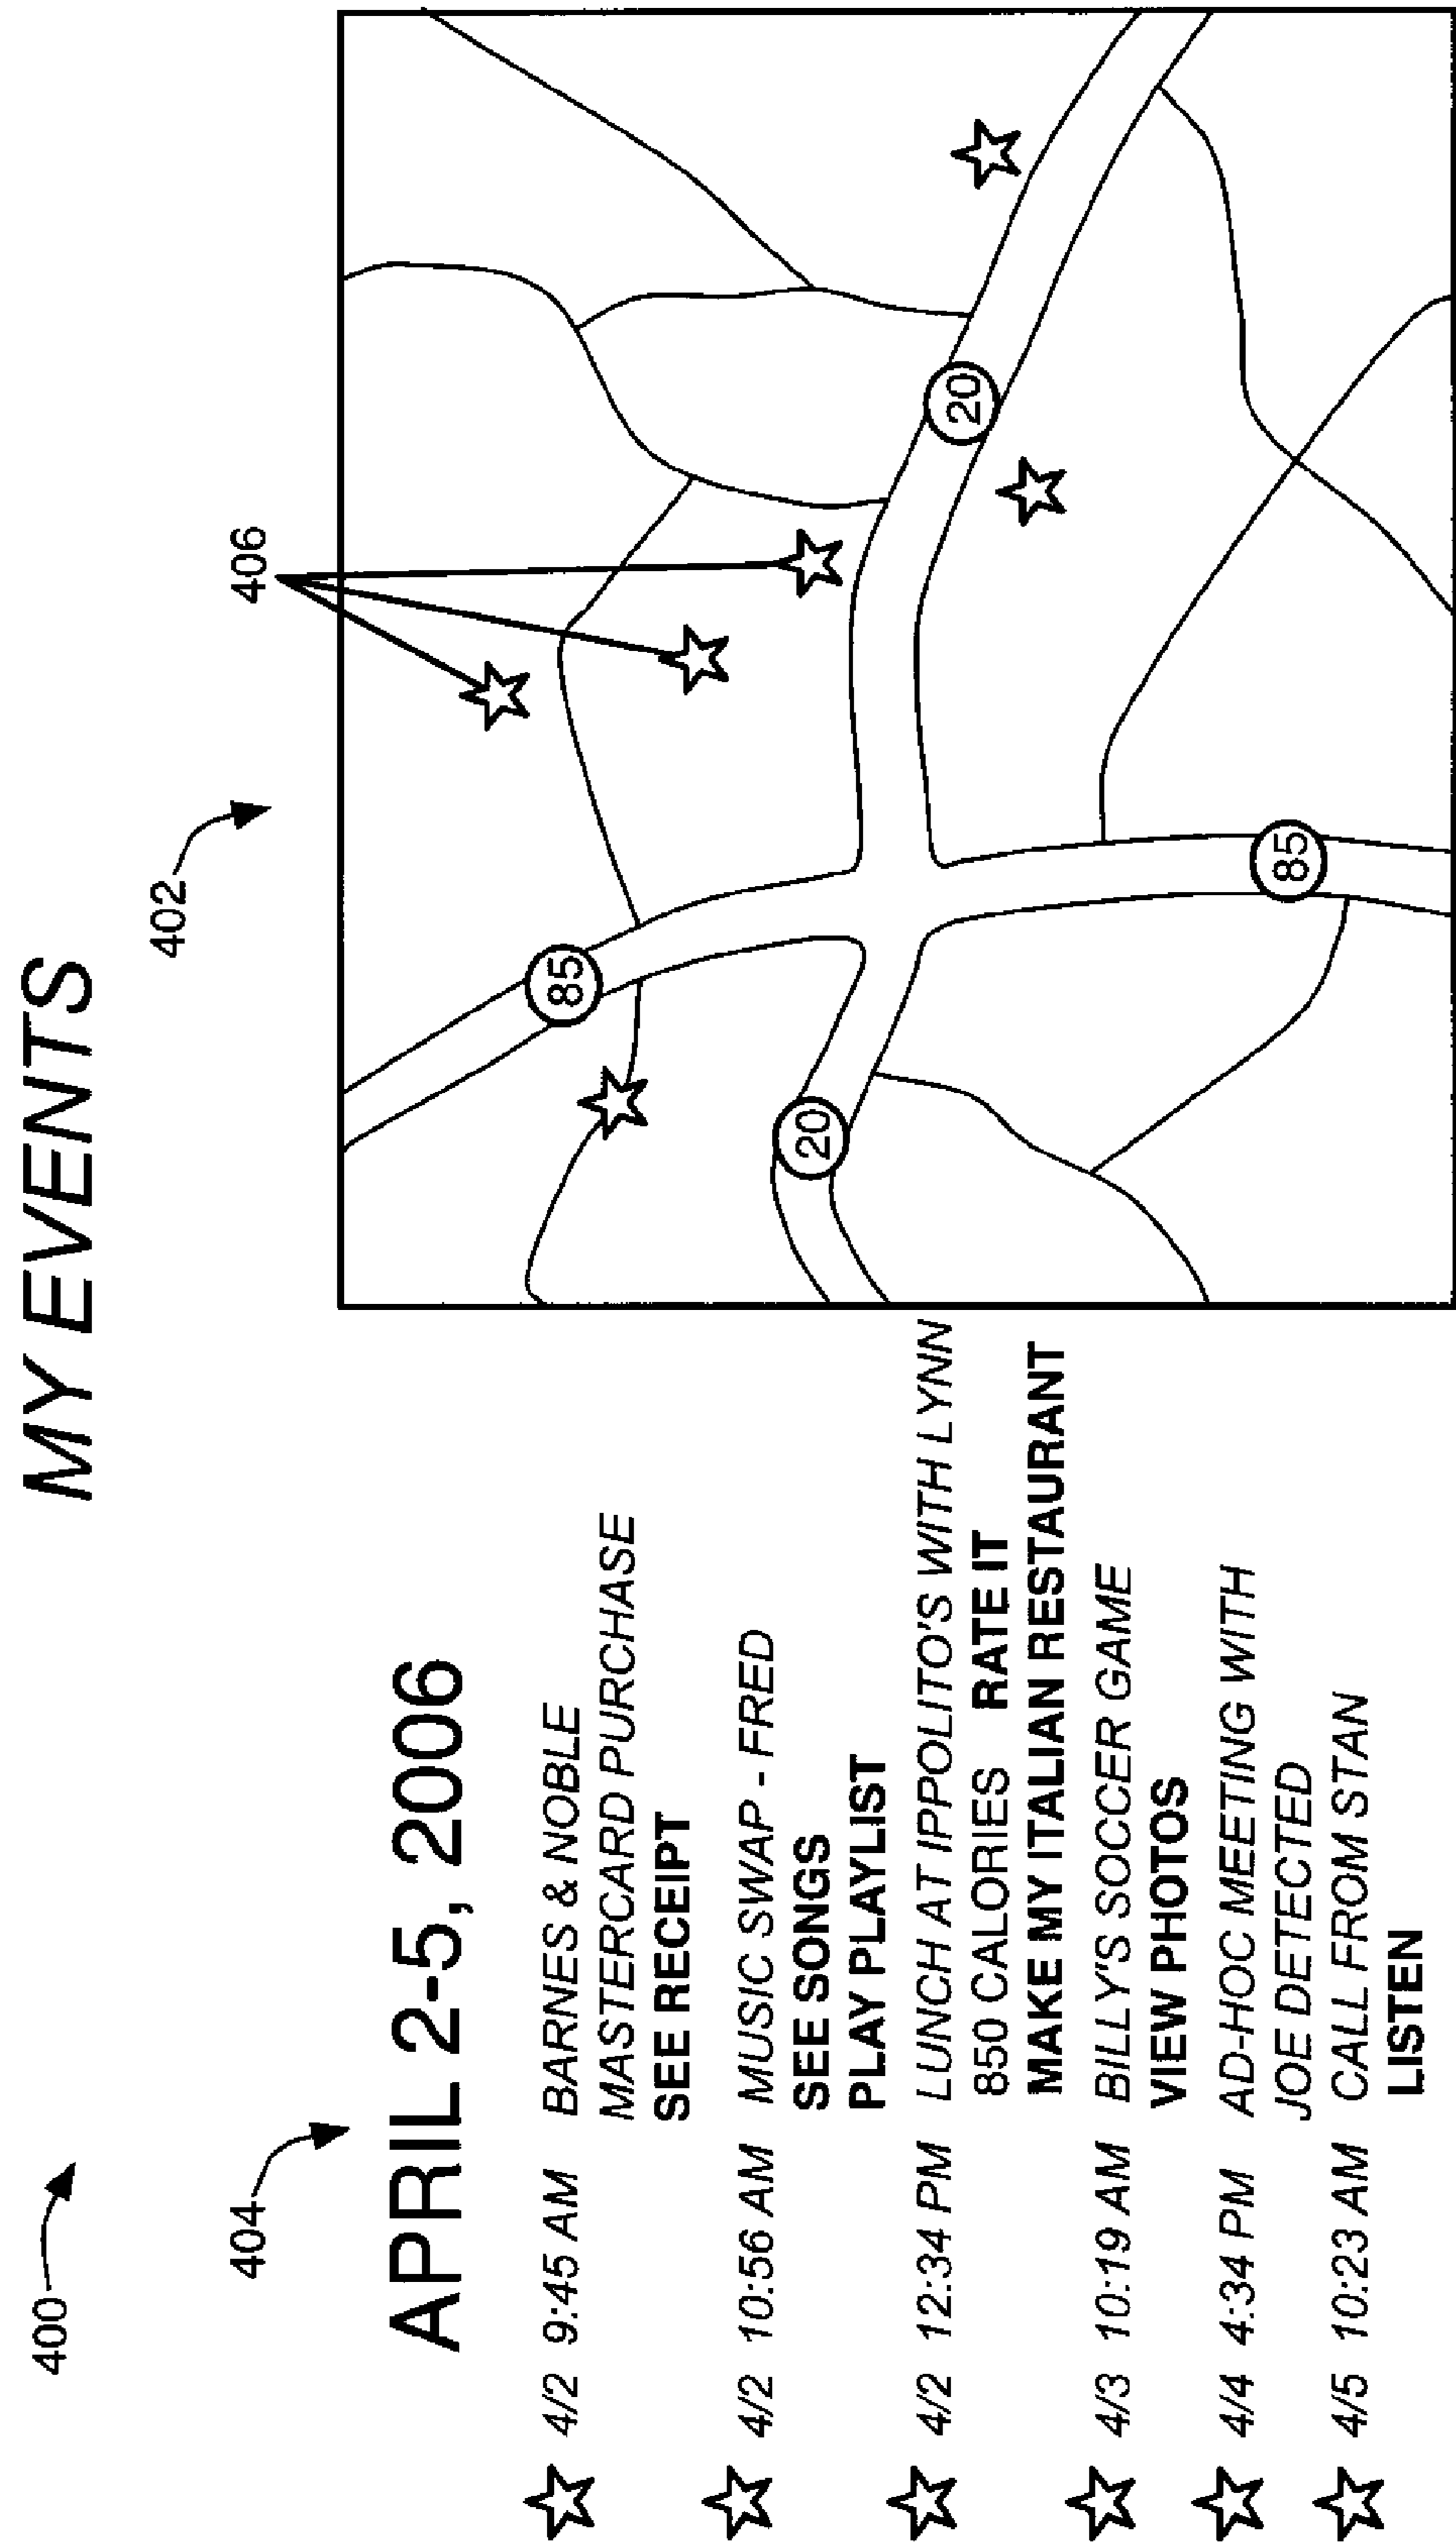 MY EVENTS
400
402
404
406
APRIL 2-5, 2006
4/2 9:45 AM BARNES & NOBLE
MASTERCARD PURCHASE
SEE RECEIPT
4/2 10:56 AM MUSIC SWAP - FRED
SEE SONGS
PLAY PLAYLIST
4/2 12:34 PM LUNCH AT IPPOLITO'S WITH LYNN
850 CALORIES RATE IT
MAKE MY ITALIAN RESTAURANT
4/3 10:19 AM BILLY'S SOCCER GAME
VIEW PHOTOS
4/4 4:34 PM AD-HOC MEETING WITH
JOE DETECTED
4/5 10:23 AM CALL FROM STAN
LISTEN
85
20
20
85